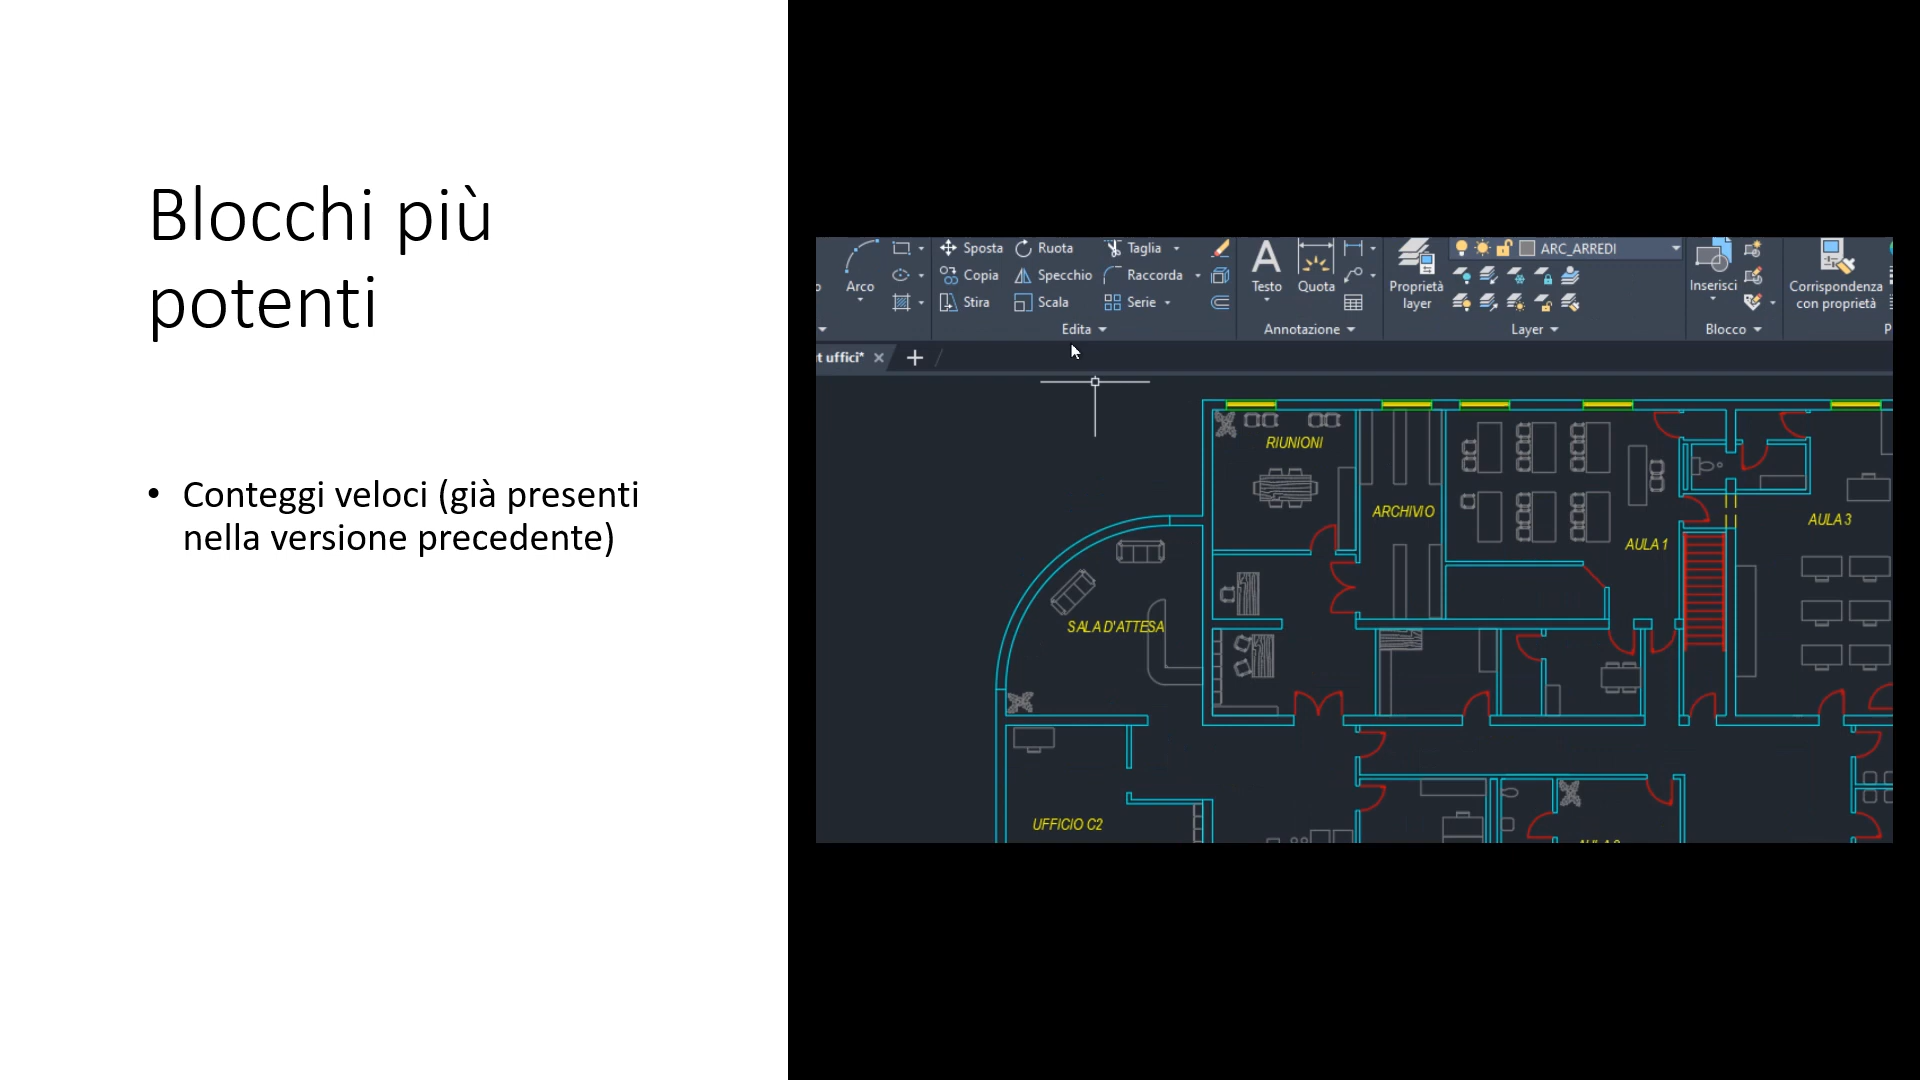 Blocchi più
potenti
• Conteggi veloci (già presenti
nella versione precedente)
Arco
Sposta Ruota Taglia
Copia Specchio Raccorda
Stira Scala Serie
Edita
Testo Quota
Annotazione
Proprietà
layer
ARC_ARREDI
Layer
Inserisci
Blocco
Corrispondenza
con proprietà
t uffici*
RIUNIONI
ARCHIVIO
AULA 1
AULA 3
SALA D'ATTESA
UFFICIO C2